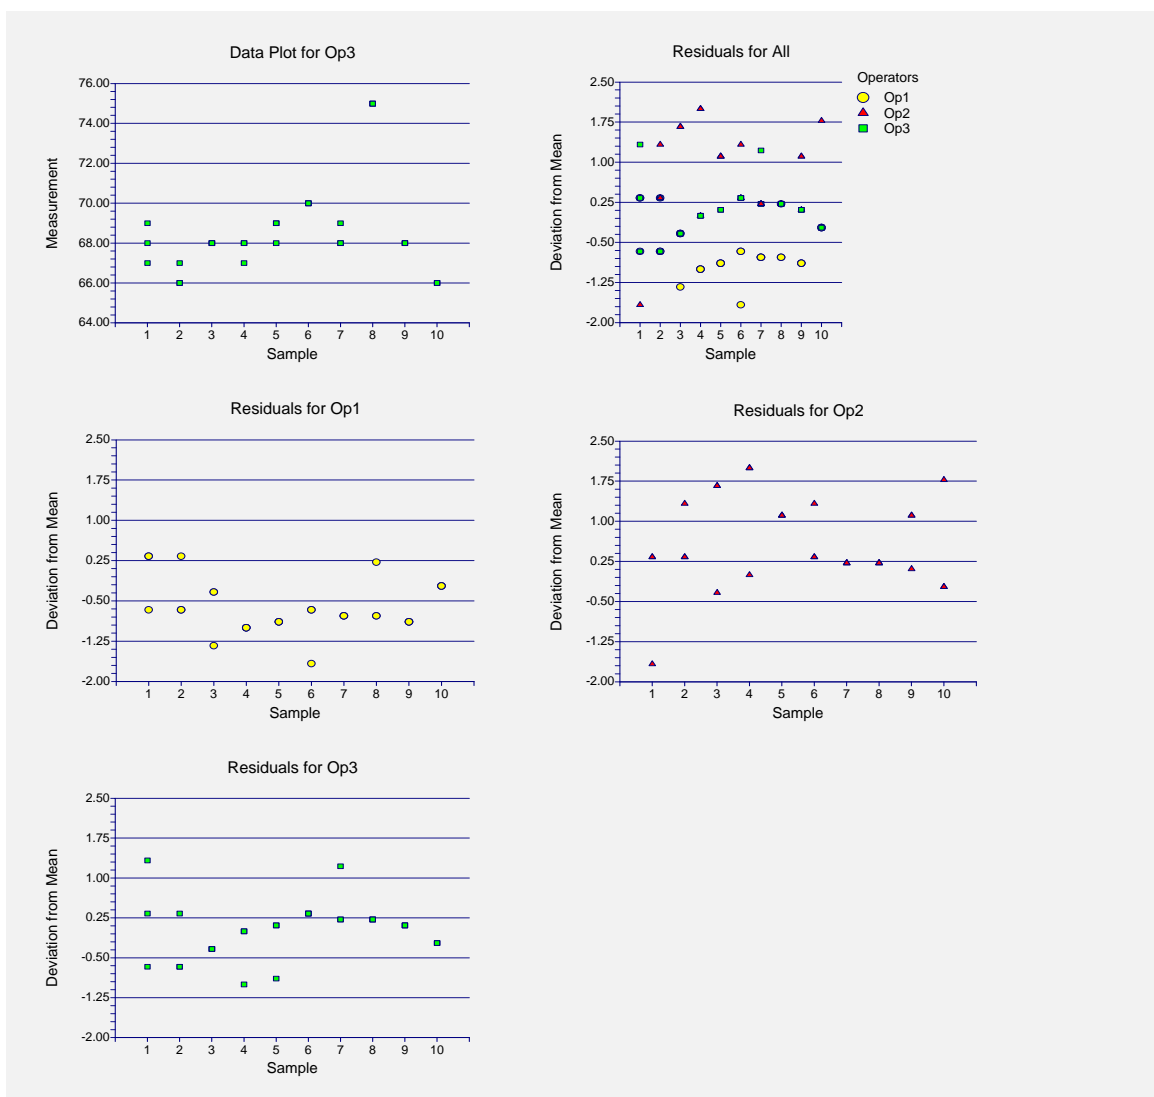 Data Plot for Op3
76.00
74.00
72.00
70.00
68.00
66.00
64.00
Measurement
1 2 3 4 5 6 7 8 9 10
Sample
Residuals for All
2.50
1.75
1.00
0.25
-0.50
-1.25
-2.00
Deviation from Mean
1 2 3 4 5 6 7 8 9 10
Sample
Operators
Op1
Op2
Op3
Residuals for Op1
2.50
1.75
1.00
0.25
-0.50
-1.25
-2.00
Deviation from Mean
1 2 3 4 5 6 7 8 9 10
Sample
Residuals for Op2
2.50
1.75
1.00
0.25
-0.50
-1.25
-2.00
Deviation from Mean
1 2 3 4 5 6 7 8 9 10
Sample
Residuals for Op3
2.50
1.75
1.00
0.25
-0.50
-1.25
-2.00
Deviation from Mean
1 2 3 4 5 6 7 8 9 10
Sample